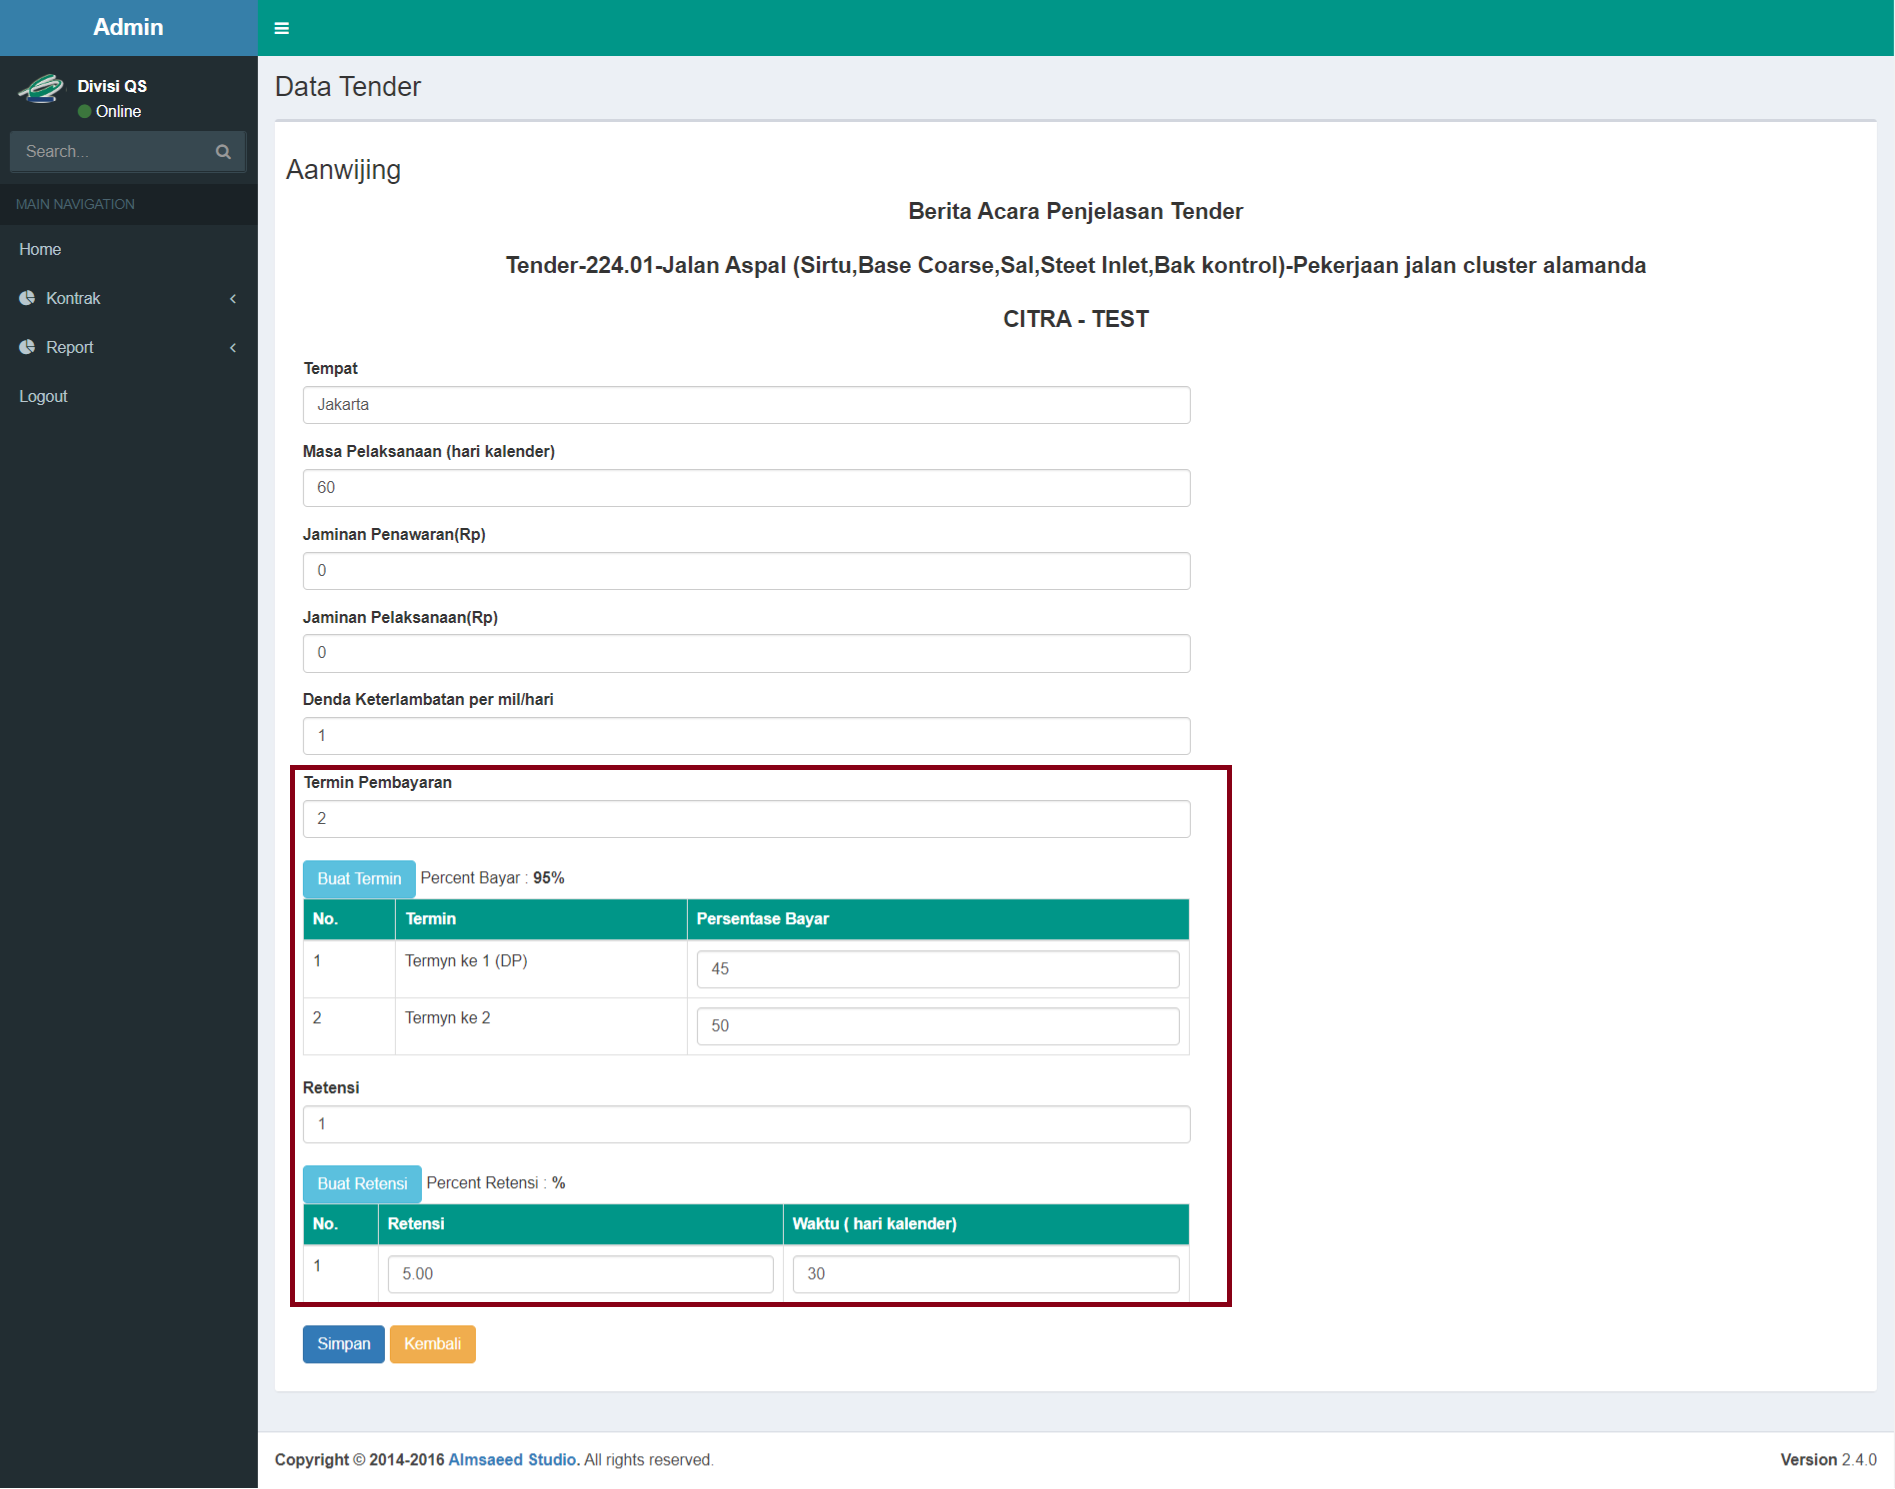 Admin
Divisi QS
Online
Search...
MAIN NAVIGATION
Home
Kontrak
Report
Logout
Data Tender
Aanwijing
Berita Acara Penjelasan Tender
Tender-224.01-Jalan Aspal (Sirtu,Base Coarse,Sal,Steet Inlet,Bak kontrol)-Pekerjaan jalan cluster alamanda
CITRA - TEST
Tempat
Jakarta
Masa Pelaksanaan (hari kalender)
60
Jaminan Penawaran(Rp)
0
Jaminan Pelaksanaan(Rp)
0
Denda Keterlambatan per mil/hari
1
Termin Pembayaran
2
Buat Termin Percent Bayar : 95%
No. Termin Persentase Bayar
1 Termyn ke 1 (DP) 45
2 Termyn ke 2 50
Retensi
1
Buat Retensi Percent Retensi : %
No. Retensi Waktu ( hari kalender)
1 5.00 30
Simpan Kembali
Copyright © 2014-2016 Almsaeed Studio. All rights reserved. Version 2.4.0